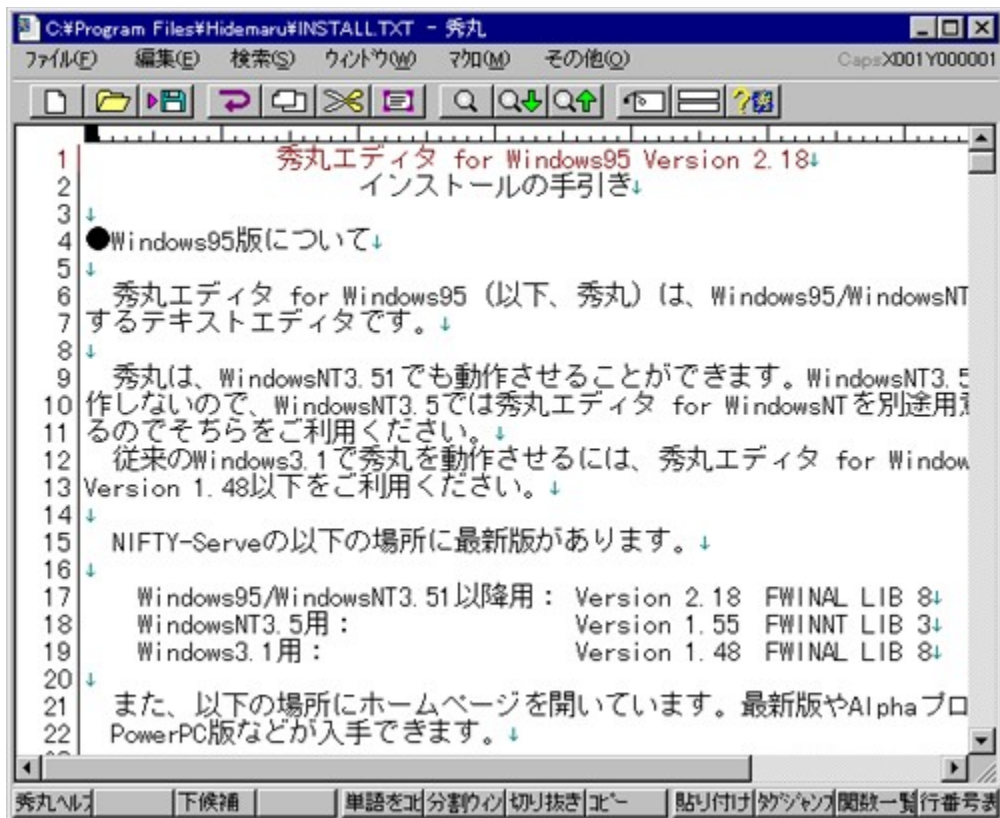 C:¥Program Files¥Hidemaru¥INSTALL.TXT - 秀丸
ファイル(F) 編集(E) 検索(S) ウィンドウ(W) マクロ(M) その他(O) Caps X001Y000001
1 秀丸エディタ for Windows95 Version 2.18↓
2 インストールの手引き↓
3 ↓
4 ●Windows95版について↓
5 ↓
6 秀丸エディタ for Windows95（以下、秀丸）は、Windows95/WindowsNT
7 するテキストエディタです。↓
8 ↓
9 秀丸は、WindowsNT3.51でも動作させることができます。WindowsNT3.5
10 作しないので、WindowsNT3.5では秀丸エディタ for WindowsNTを別途用意
11 るのでそちらをご利用ください。↓
12 従来のWindows3.1で秀丸を動作させるには、秀丸エディタ for Window
13 Version 1.48以下をご利用ください。↓
14 ↓
15 NIFTY-Serveの以下の場所に最新版があります。↓
16 ↓
17 Windows95/WindowsNT3.51以降用： Version 2.18 FWINAL LIB 8↓
18 WindowsNT3.5用： Version 1.55 FWINNT LIB 3↓
19 Windows3.1用： Version 1.48 FWINAL LIB 8↓
20 ↓
21 また、以下の場所にホームページを開いています。最新版やAlphaプロ
22 PowerPC版などが入手できます。↓
秀丸ヘルプ 下候補 単語をコピ 分割ウィン 切り抜き コピー 貼り付け タグジャンプ 関数一覧 行番号表